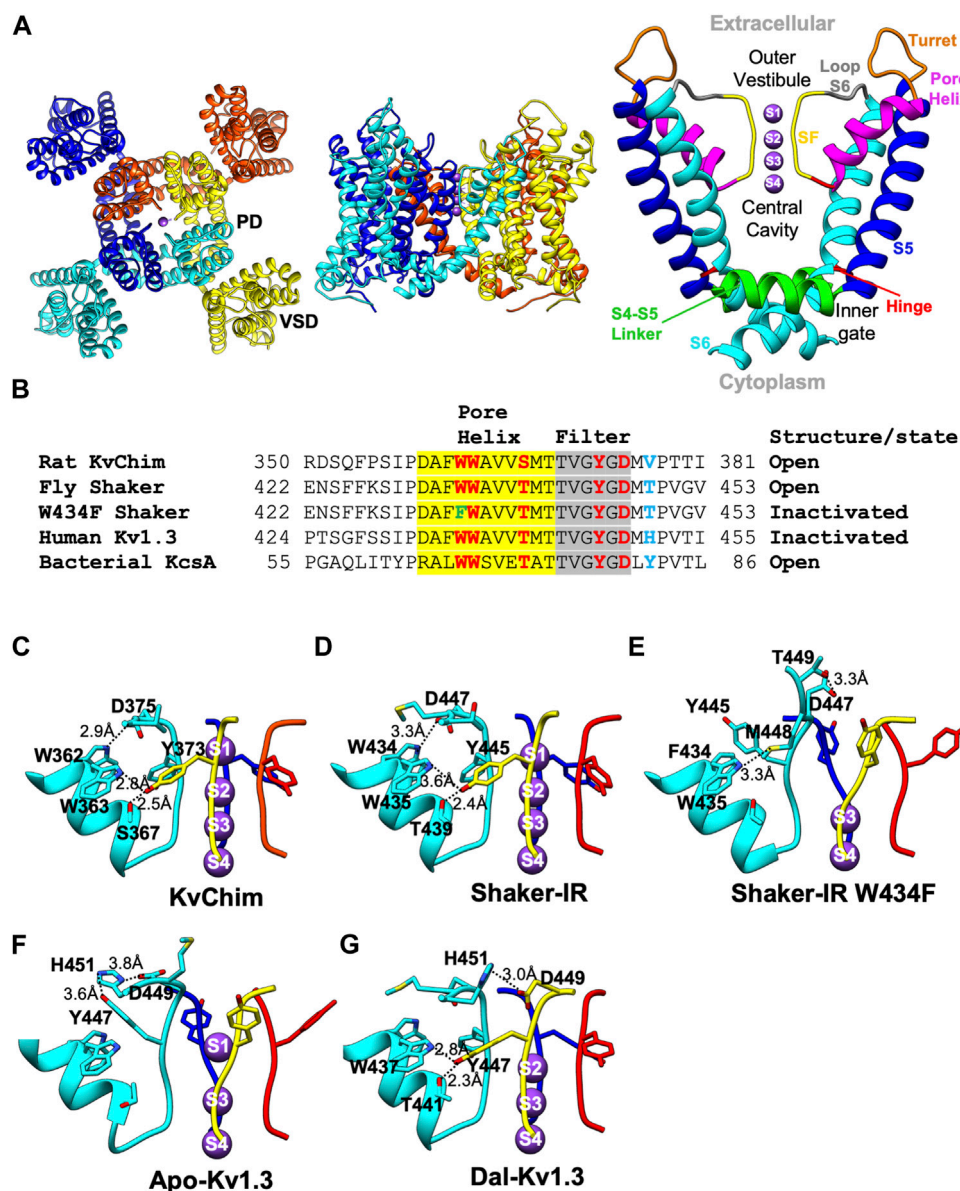 A
Extracellular
Turret
Outer
Vestibule
Loop
S6
Pore
Helix
S1
S2
S3
S4
SF
PD
VSD
Central
Cavity
S5
S4-S5
Linker
S6
Inner
gate
Hinge
Cytoplasm
B
Pore
Helix Filter Structure/state
Rat KvChim 350 RDSQFPSIPDAFWWAVVSMTTVGYGDMVPTTI 381 Open
Fly Shaker 422 ENSFFKSIPDAFWWAVVTMTTVGYGDMTPVGV 453 Open
W434F Shaker 422 ENSFFKSIPDAFFWAVVTMTTVGYGDMTPVGV 453 Inactivated
Human Kv1.3 424 PTSGFSSIPDAFWWAVVTMTTVGYGDMHPVTI 455 Inactivated
Bacterial KcsA 55 PGAQLITYPRALWWSVETATTVGYGDLYPVTL 86 Open
C
D375
2.9Å
W362
Y373
S1
2.8Å
S2
W363
2.5Å
S367
S3
S4
KvChim
D
D447
3.3Å
W434
Y445
S1
3.6Å
S2
W435
2.4Å
T439
S3
S4
Shaker-IR
E
T449
3.3Å
D447
Y445
M448
F434
3.3Å
W435
S3
S4
Shaker-IR W434F
F
H451
3.8Å
D449
3.6Å
Y447
S1
S3
S4
Apo-Kv1.3
G
H451
3.0Å
D449
W437
2.8Å
Y447
S2
2.3Å
T441
S3
S4
Dal-Kv1.3